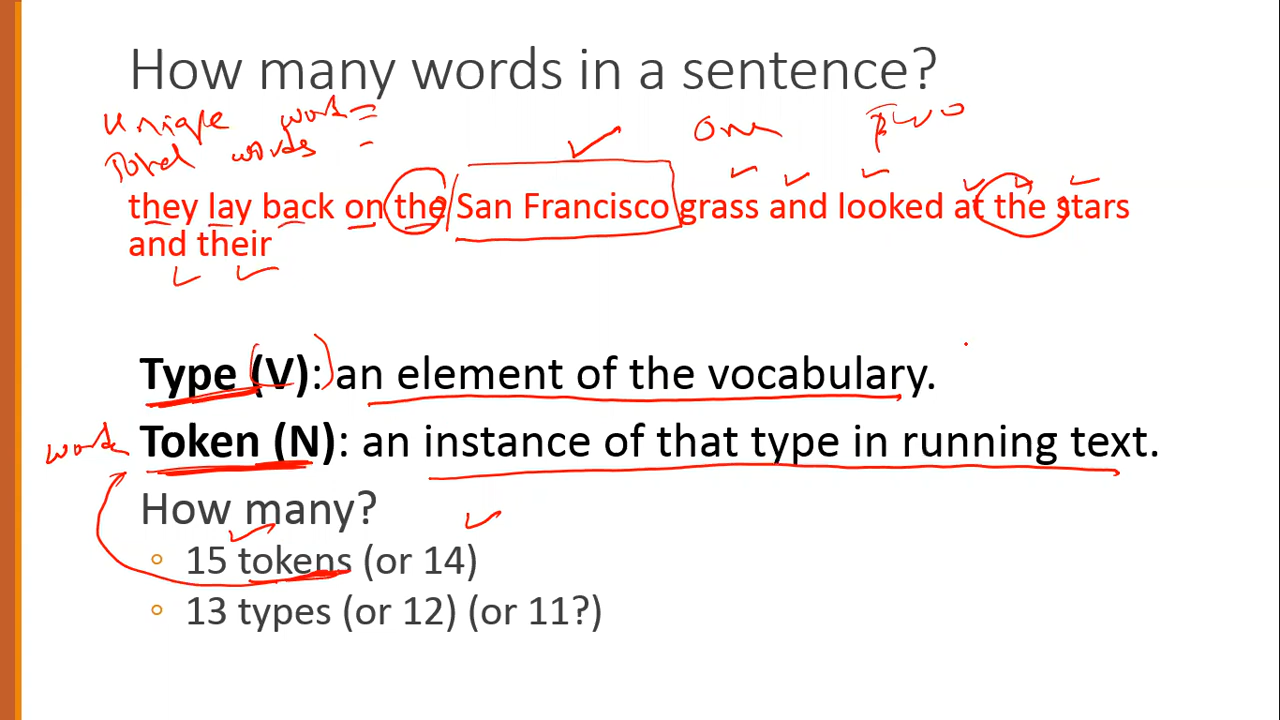 How many words in a sentence?
unique words =
Total words =
one Two
they lay back on the San Francisco grass and looked at the stars
and their
Type (V): an element of the vocabulary.
words Token (N): an instance of that type in running text.
How many?
◦ 15 tokens (or 14)
◦ 13 types (or 12) (or 11?)